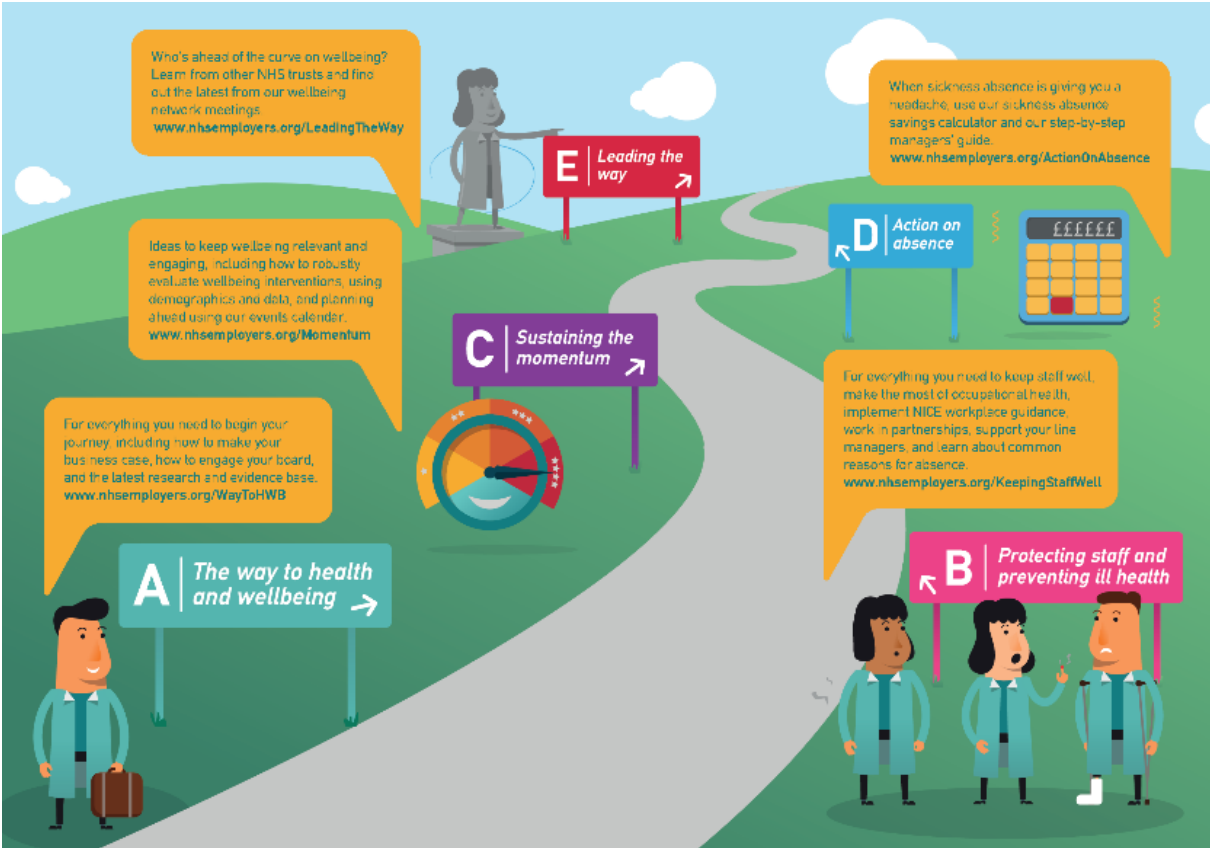 Who's ahead of the curve on wellbeing?
Learn from other NHS trusts and find
out the latest from our wellbeing
network meetings.
www.nhsemployers.org/LeadingTheWay
E
Leading the
way
When sickness absence is giving you a
headache, use our sickness absence
savings calculator and our step-by-step
managers' guide.
www.nhsemployers.org/ActionOnAbsence
D
Action on
absence
££££££
Ideas to keep wellbeing relevant and
engaging, including how to robustly
evaluate wellbeing interventions, using
demographics and data, and planning
ahead using our events calendar.
www.nhsemployers.org/Momentum
C
Sustaining the
momentum
For everything you need to begin your
journey, including how to make your
business case, how to engage your board,
and the latest research and evidence base.
www.nhsemployers.org/WayToHWB
A
The way to health
and wellbeing
For everything you need to keep staff well,
make the most of occupational health,
implement NICE workplace guidance,
work in partnerships, support your line
managers, and learn about common
reasons for absence.
www.nhsemployers.org/KeepingStaffWell
B
Protecting staff and
preventing ill health